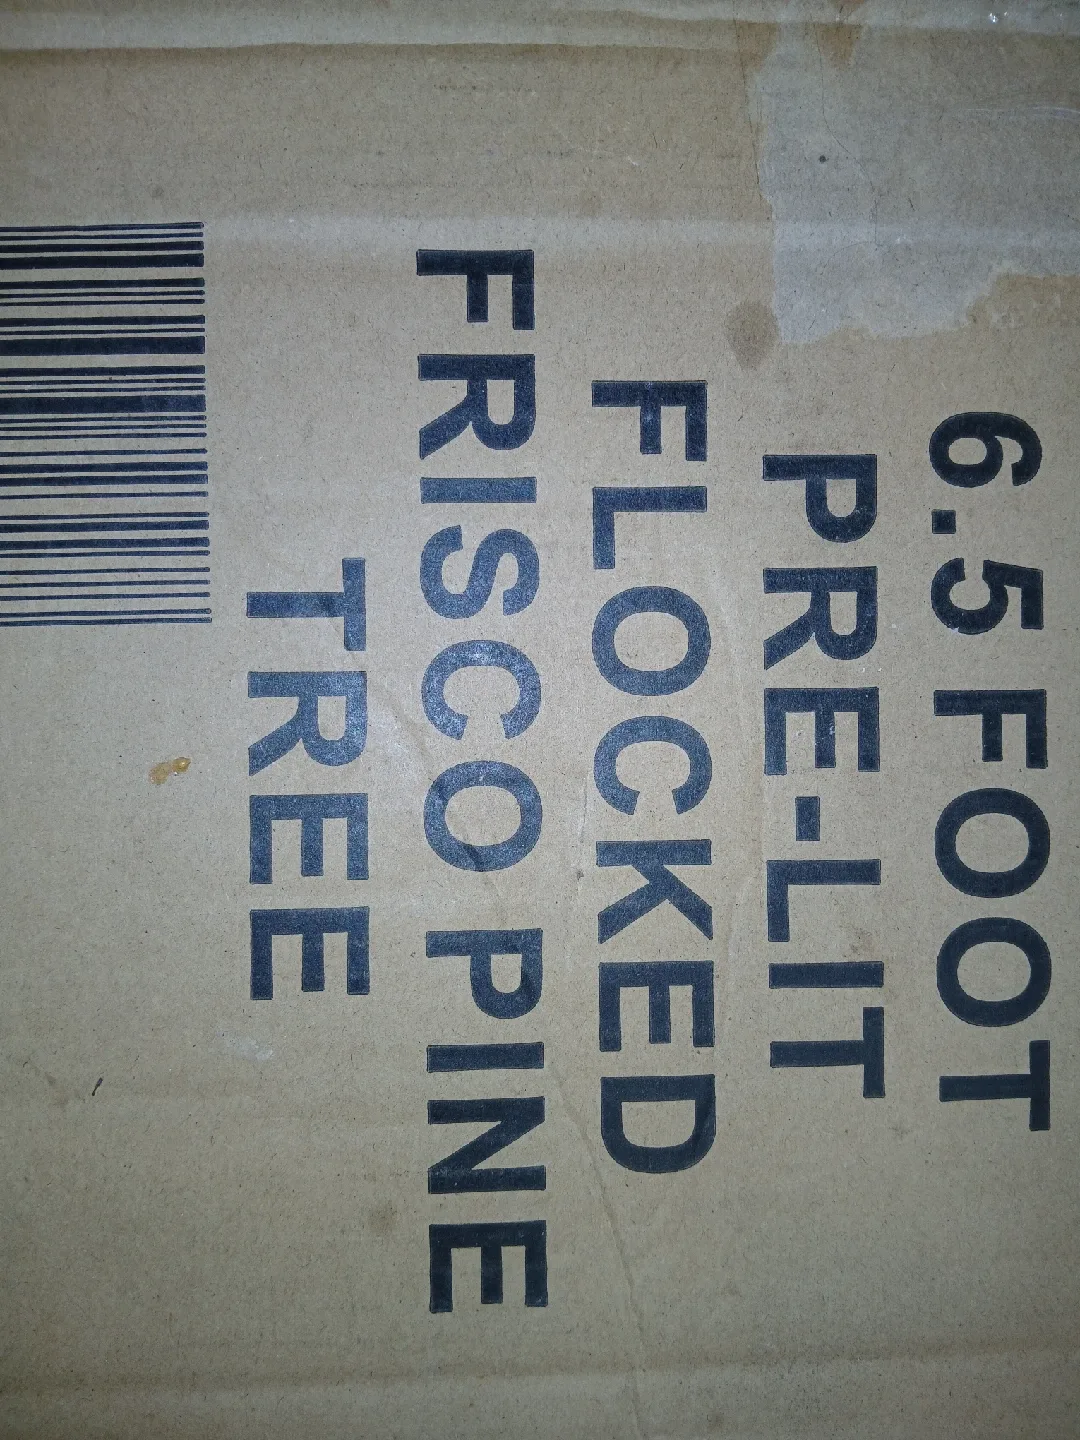 6.5 FOOT
PRE-LIT
FLOCKED
FRISCO PINE
TREE